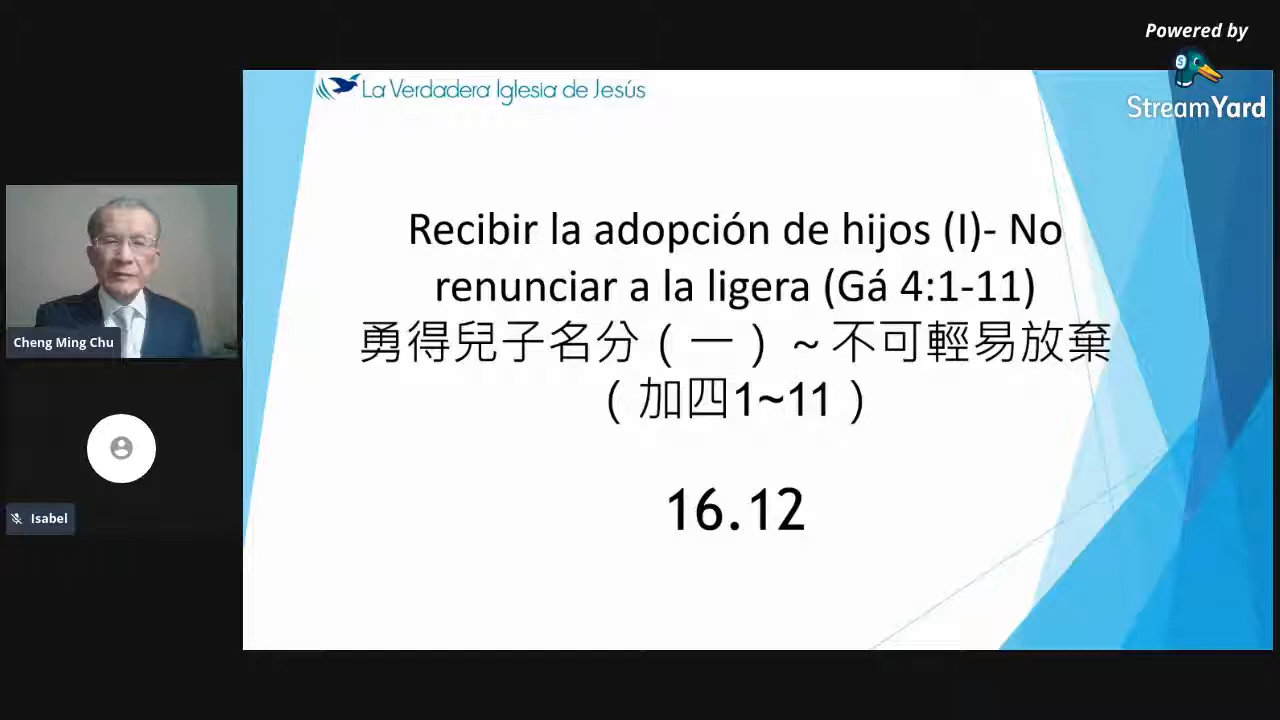 Powered by
StreamYard
La Verdadera Iglesia de Jesús
Recibir la adopción de hijos (I)- No
renunciar a la ligera (Gá 4:1-11)
勇得兒子名分（一）~不可輕易放棄
（加四1~11）
16.12
Cheng Ming Chu
Isabel